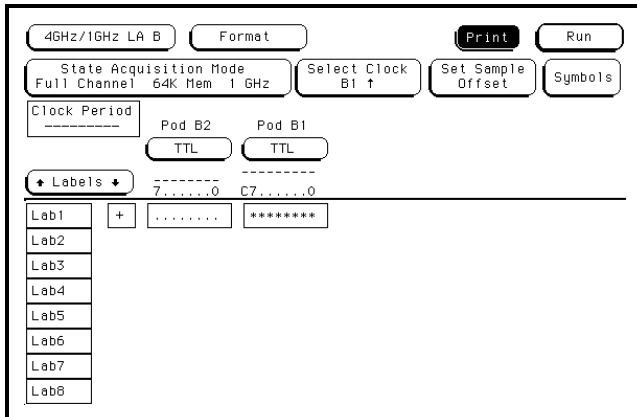 4GHz/1GHz LA B Format Print Run
State Acquisition Mode Select Clock Set Sample Symbols
Full Channel 64K Mem 1 GHz B1 ↑ Offset
Clock Period
---------
Pod B2 Pod B1
TTL TTL
-------- ---------
↑ Labels ↓ 7......0 C7......0
Lab1 + ........ ********
Lab2
Lab3
Lab4
Lab5
Lab6
Lab7
Lab8